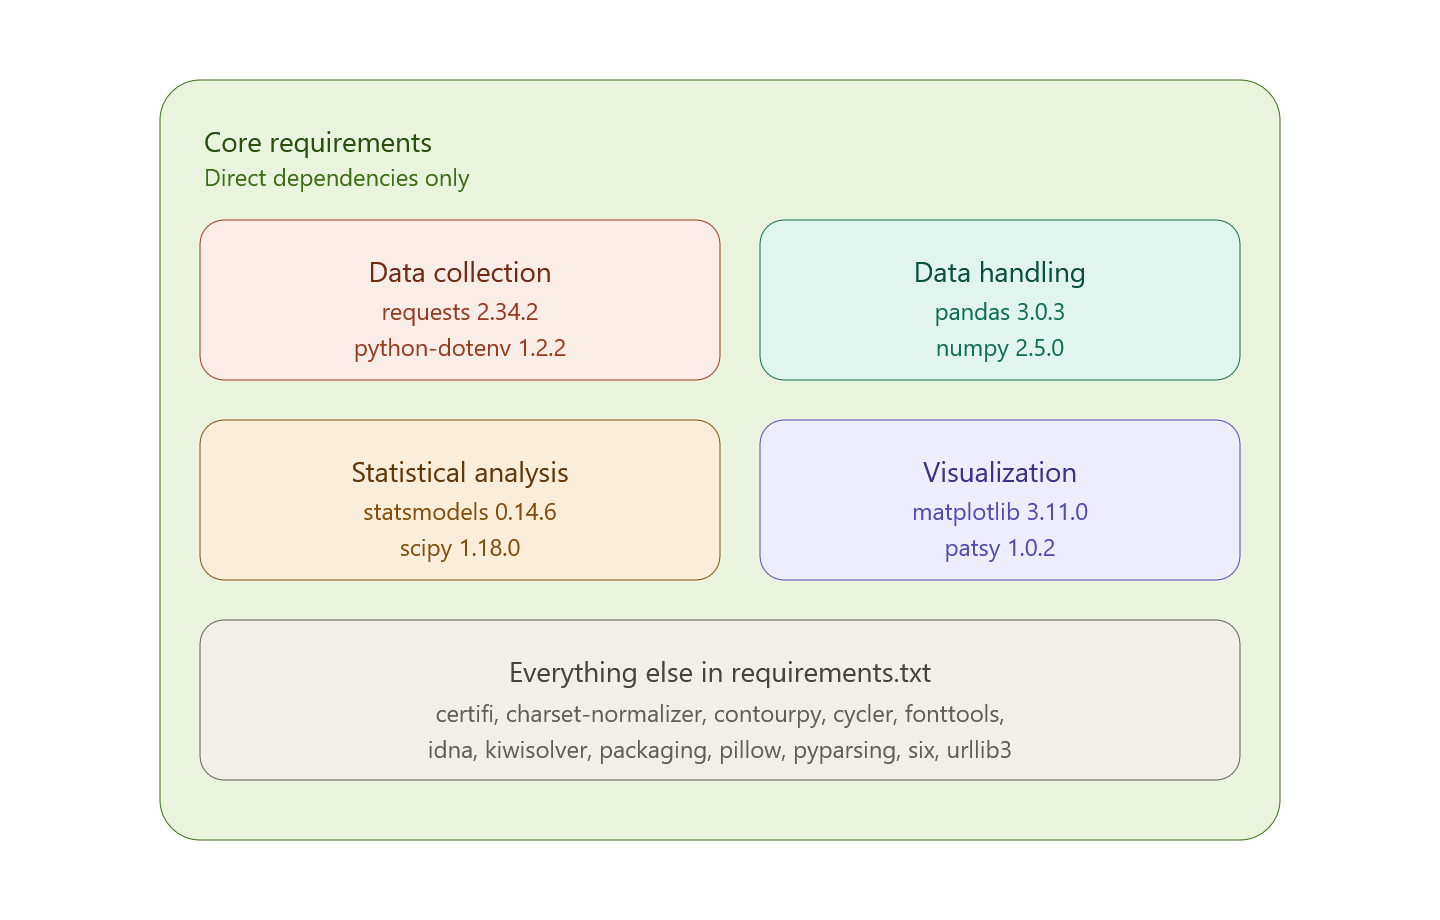 Core requirements
Direct dependencies only
Data collection
requests 2.34.2
python-dotenv 1.2.2
Data handling
pandas 3.0.3
numpy 2.5.0
Statistical analysis
statsmodels 0.14.6
scipy 1.18.0
Visualization
matplotlib 3.11.0
patsy 1.0.2
Everything else in requirements.txt
certifi, charset-normalizer, contourpy, cycler, fonttools,
idna, kiwisolver, packaging, pillow, pyparsing, six, urllib3